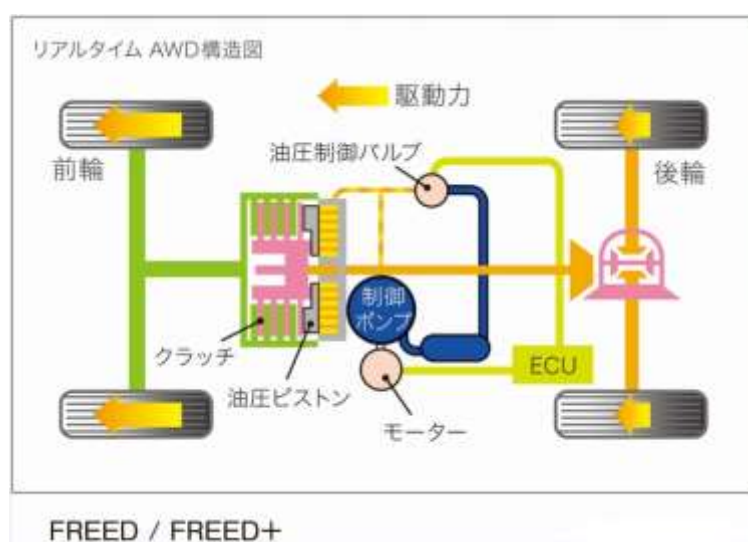 リアルタイム AWD構造図
駆動力
前輪
油圧制御バルブ
後輪
制御
ポンプ
クラッチ
油圧ピストン
ECU
モーター
FREED / FREED+